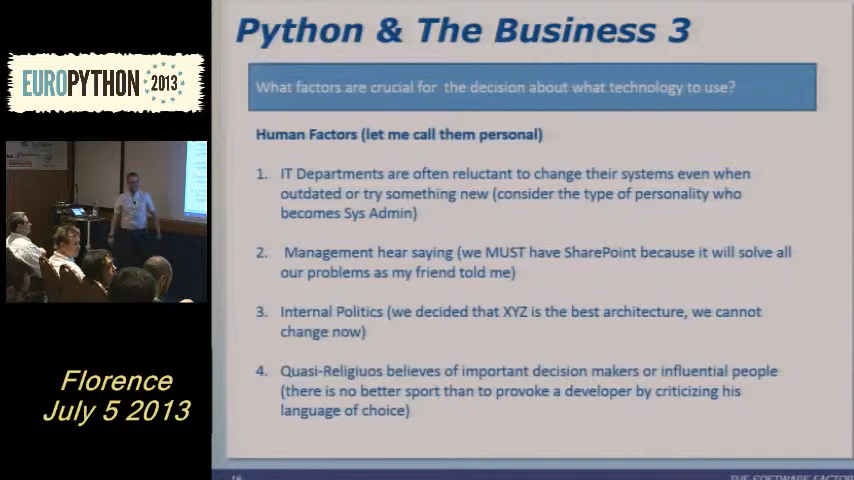 Python & The Business 3
EUROPYTHON 2013
What factors are crucial for the decision about what technology to use?
Human Factors (let me call them personal)
1. IT Departments are often reluctant to change their systems even when
outdated or try something new (consider the type of personality who
becomes Sys Admin)
2. Management hear saying (we MUST have SharePoint because it will solve all
our problems as my friend told me)
3. Internal Politics (we decided that XYZ is the best architecture, we cannot
change now)
4. Quasi-Religiuos believes of important decision makers or influential people
(there is no better sport than to provoke a developer by criticizing his
language of choice)
Florence
July 5 2013
16
THE SOFTWARE FACTOR